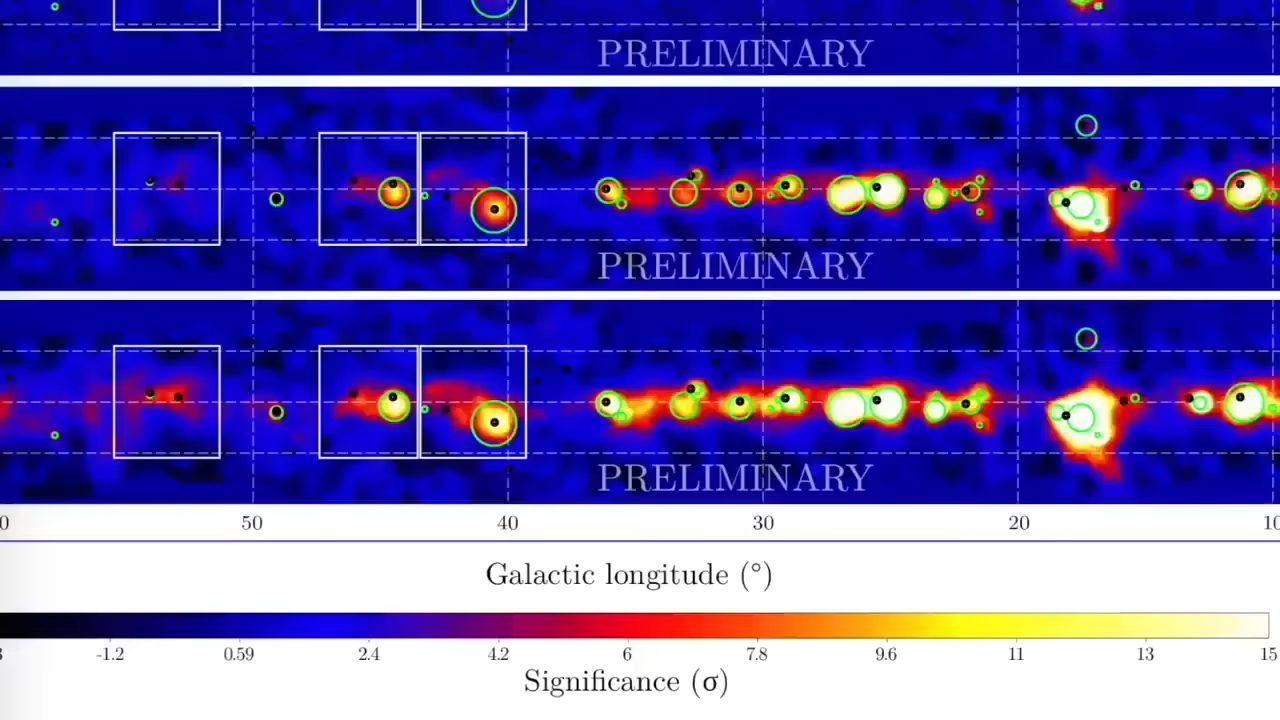 PRELIMINARY
PRELIMINARY
PRELIMINARY
50 40 30 20
Galactic longitude (°)
-1.2 0.59 2.4 4.2 6 7.8 9.6 11 13 15
Significance (σ)